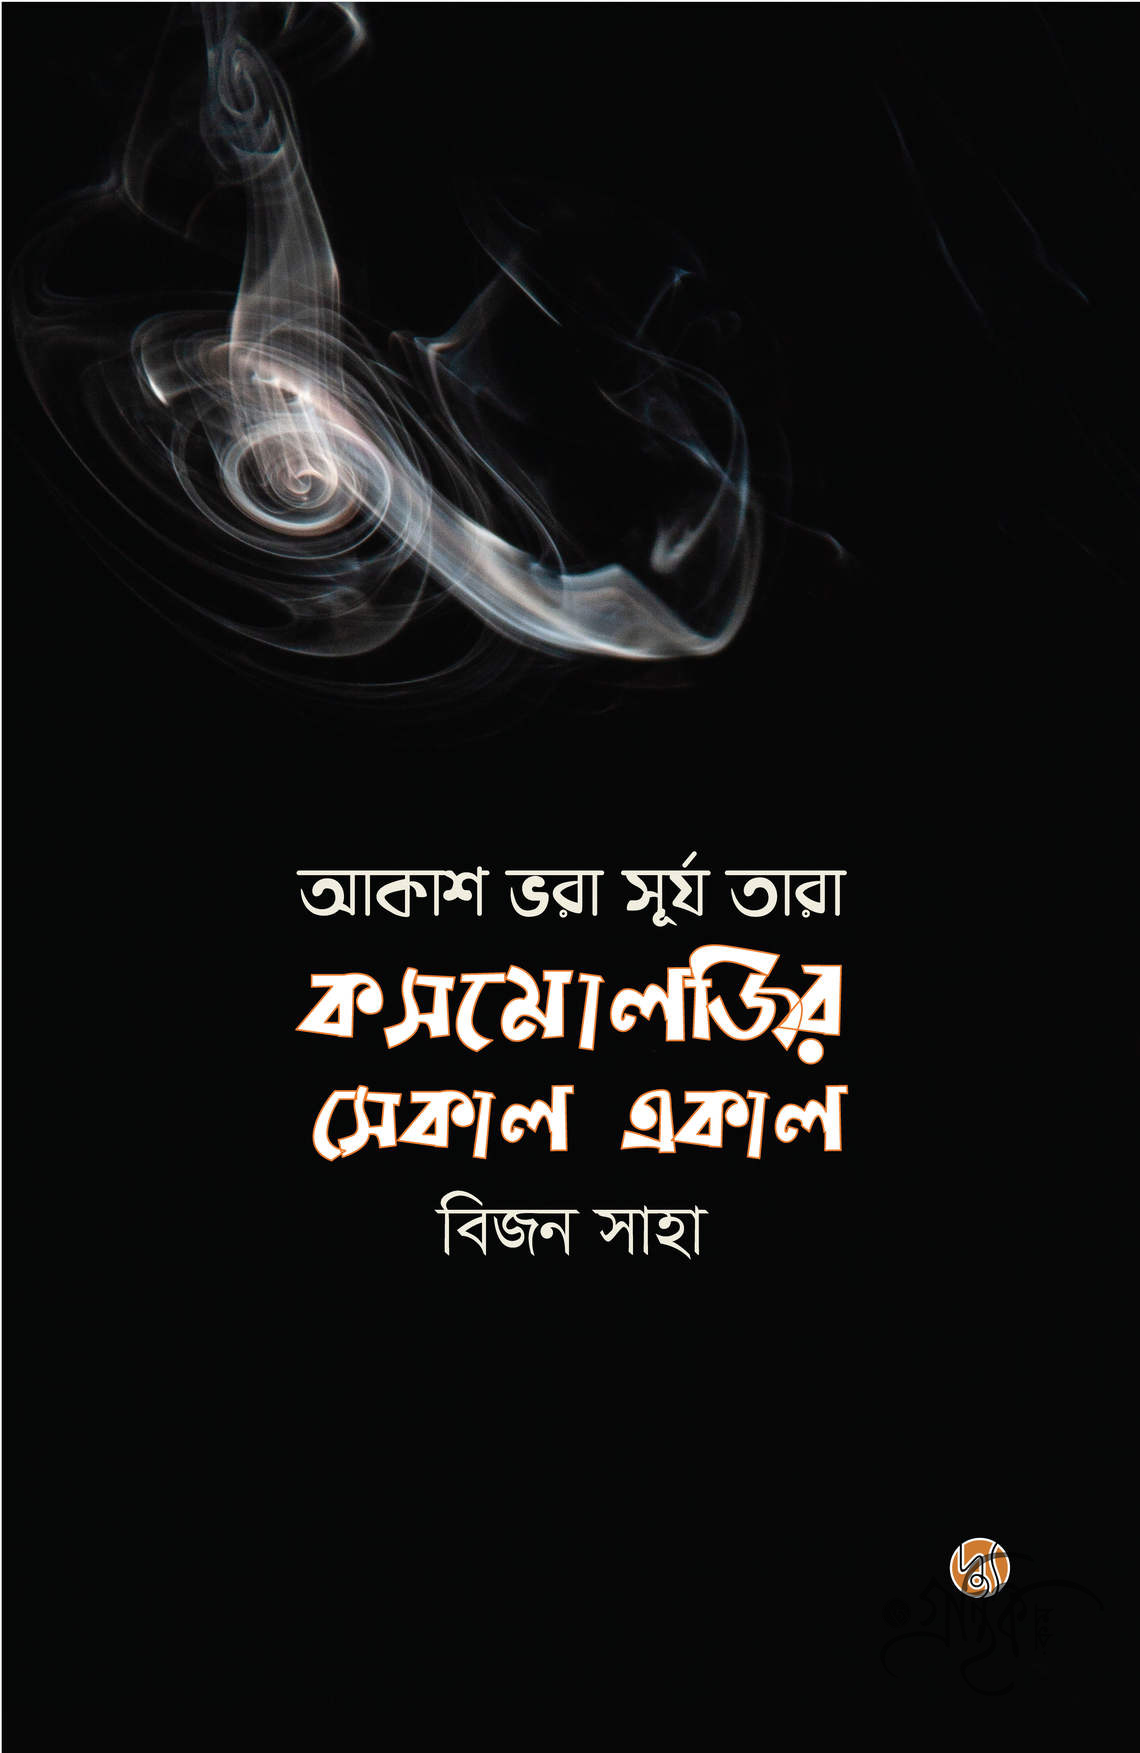 আকাশ ভরা সূর্য তারা
কসমোলজির
সেকাল একাল
বিজন সাহা
দ্যু